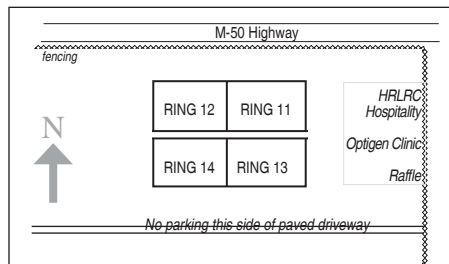 M-50 Highway
fencing
RING 12 RING 11
HRLRC
Hospitality
N
Optigen Clinic
RING 14 RING 13
Raffle
No parking this side of paved driveway